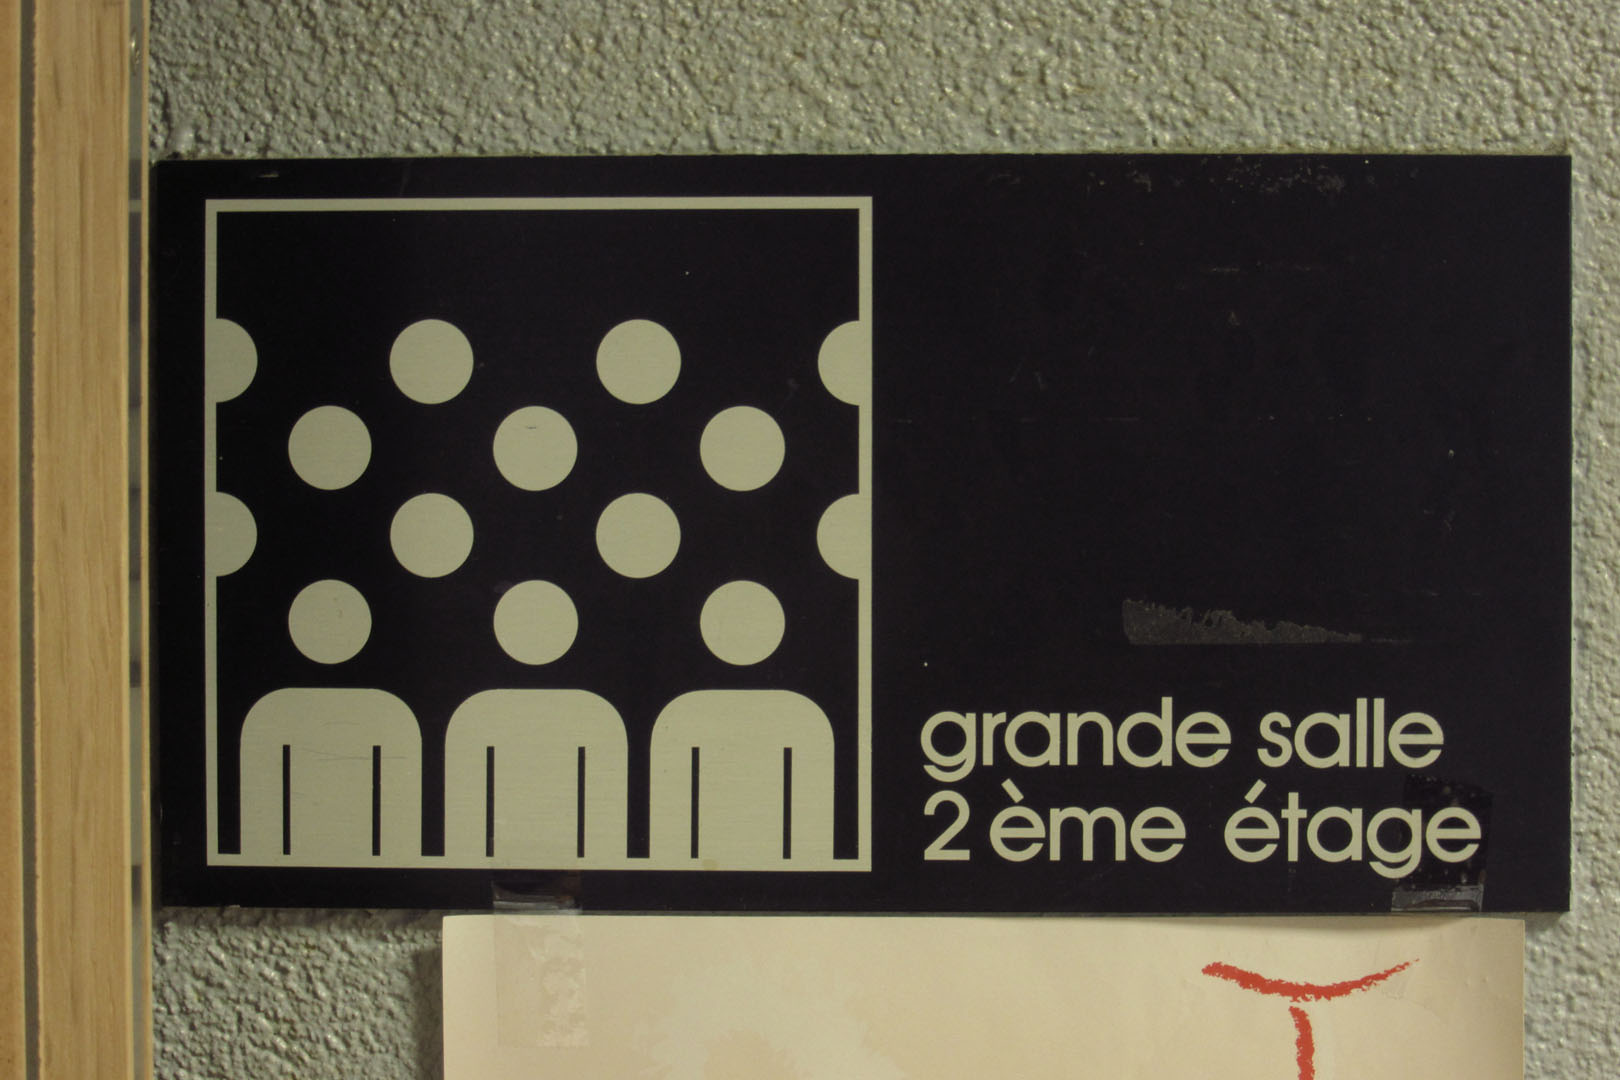 grande salle
2ème étage